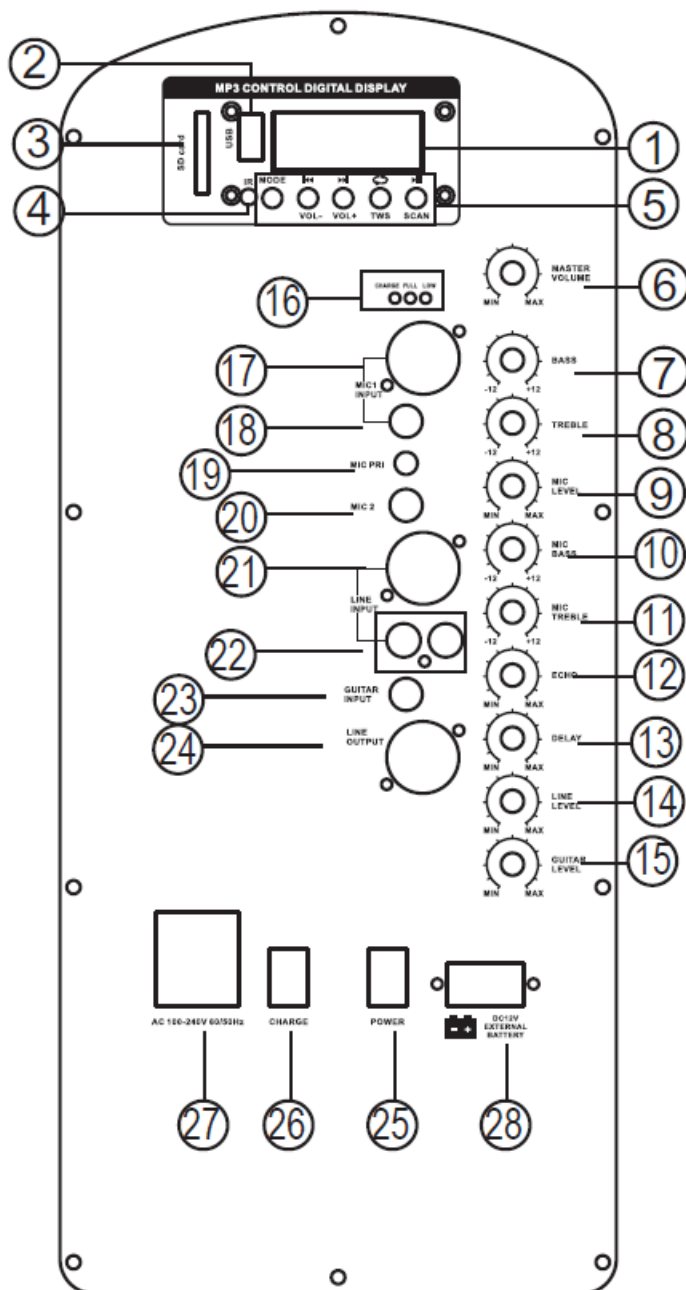 MP3 CONTROL DIGITAL DISPLAY
2
3
SD card
USB
1
4
IR
MODE
VOL-
VOL+
TWS
SCAN
5
16
CHARGE FULL LOW
MASTER
VOLUME
MIN MAX
6
17
MIC1
INPUT
BASS
-12 +12
7
18
TREBLE
-12 +12
8
19
MIC PRI
MIC
LEVEL
MIN MAX
9
20
MIC 2
MIC
BASS
-12 +12
10
21
LINE
INPUT
MIC
TREBLE
-12 +12
11
22
ECHO
MIN MAX
12
23
GUITAR
INPUT
24
LINE
OUTPUT
DELAY
MIN MAX
13
LINE
LEVEL
MIN MAX
14
GUITAR
LEVEL
MIN MAX
15
AC 100-240V 60/50Hz
CHARGE
POWER
- +
DC12V
EXTERNAL
BATTERY
27
26
25
28